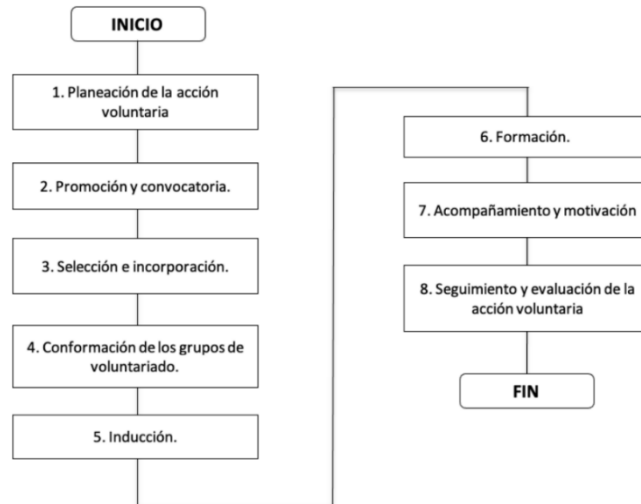 INICIO
1. Planeación de la acción
voluntaria
2. Promoción y convocatoria.
3. Selección e incorporación.
4. Conformación de los grupos de
voluntariado.
5. Inducción.
6. Formación.
7. Acompañamiento y motivación
8. Seguimiento y evaluación de la
acción voluntaria
FIN